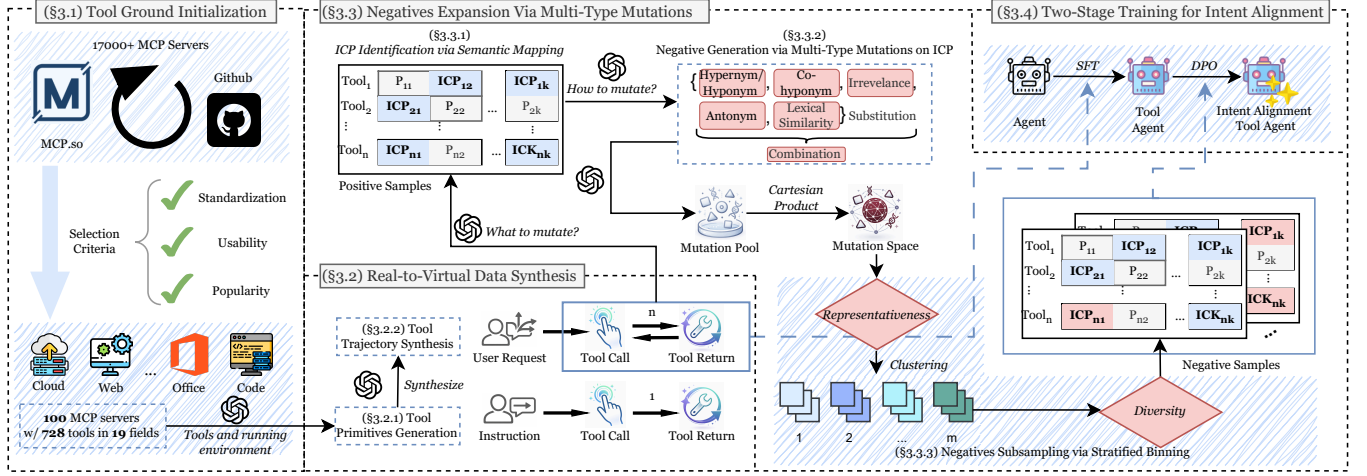 (§3.1) Tool Ground Initialization
17000+ MCP Servers
M
MCP.so
Github
Selection
Criteria
Standardization
Usability
Popularity
Cloud
Web
...
Office
Code
100 MCP servers
w/ 728 tools in 19 fields
Tools and running
environment
(§3.3) Negatives Expansion Via Multi-Type Mutations
(§3.3.1)
ICP Identification via Semantic Mapping
Tool1 P11 ICP12 ICP1k
Tool2 ICP21 P22 ... P2k
⋮ ⋮
Tooln ICPn1 Pn2 ... ICKnk
Positive Samples
How to mutate?
What to mutate?
(§3.3.2)
Negative Generation via Multi-Type Mutations on ICP
{ Hypernym/
Hyponym , Co-
hyponym , Irrevelance ,
Antonym , Lexical
Similarity } Substitution
Combination
Mutation Pool
Cartesian
Product
Mutation Space
(§3.2) Real-to-Virtual Data Synthesis
(§3.2.2) Tool
Trajectory Synthesis
Synthesize
(§3.2.1) Tool
Primitives Generation
User Request
Tool Call
n
Tool Return
Instruction
Tool Call
1
Tool Return
Representativeness
Clustering
1
2
...
m
(§3.3.3) Negatives Subsampling via Stratified Binning
Diversity
(§3.4) Two-Stage Training for Intent Alignment
Agent
SFT
Tool
Agent
DPO
Intent Alignment
Tool Agent
ICP1k
P2k
⋮
ICKnk
Tool1 P11 ICP12 ICP1k
Tool2 ICP21 P22 ... P2k
⋮ ⋮
Tooln ICPn1 Pn2 ... ICKnk
...
Negative Samples